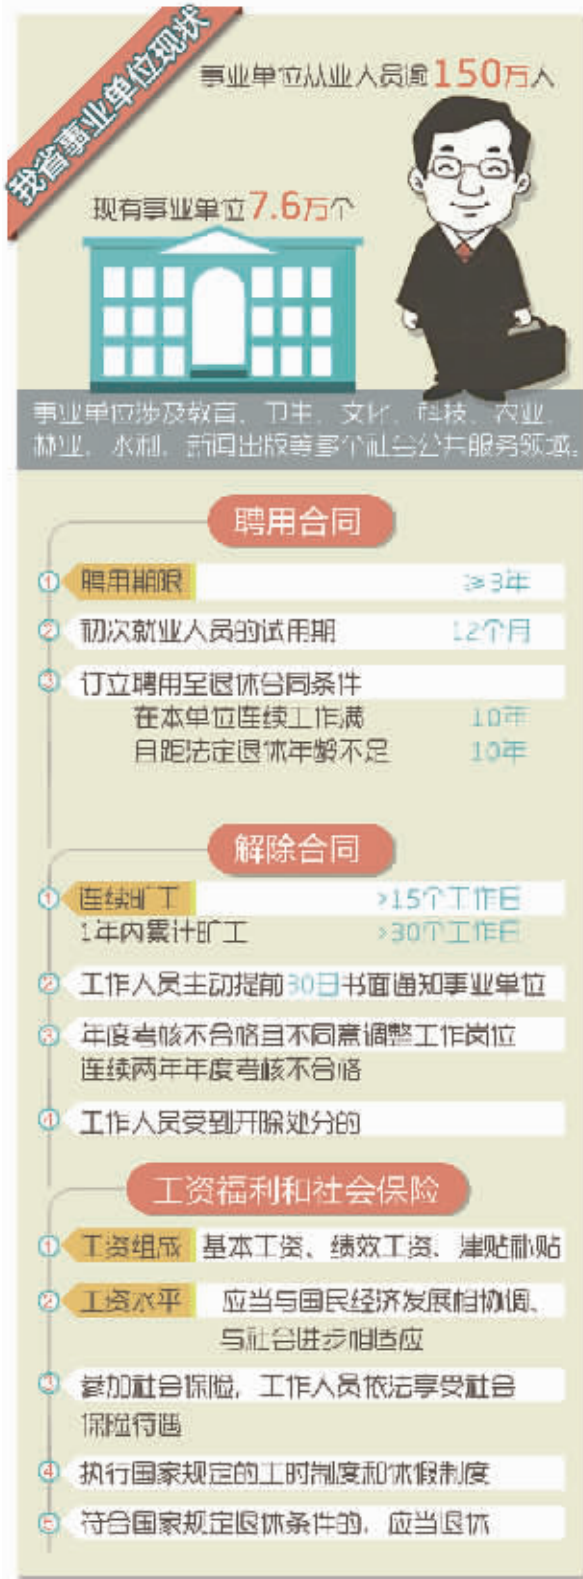 我省事业单位现状
事业单位从业人员逾150万人
现有事业单位7.6万个
事业单位涉及教育、卫生、文化、科技、农业、
林业、水利、新闻出版等多个社会公共服务领域。
聘用合同
① 聘用期限 ≥3年
② 初次就业人员的试用期 12个月
③ 订立聘用至退休合同条件
在本单位连续工作满 10年
且距法定退休年龄不足 10年
解除合同
① 连续旷工 >15个工作日
1年内累计旷工 >30个工作日
② 工作人员主动提前30日书面通知事业单位
③ 年度考核不合格且不同意调整工作岗位
连续两年年度考核不合格
④ 工作人员受到开除处分的
工资福利和社会保险
① 工资组成 基本工资、绩效工资、津贴补贴
② 工资水平 应当与国民经济发展相协调、
与社会进步相适应
③ 参加社会保险,工作人员依法享受社会
保险待遇
④ 执行国家规定的工时制度和休假制度
⑤ 符合国家规定退休条件的,应当退休